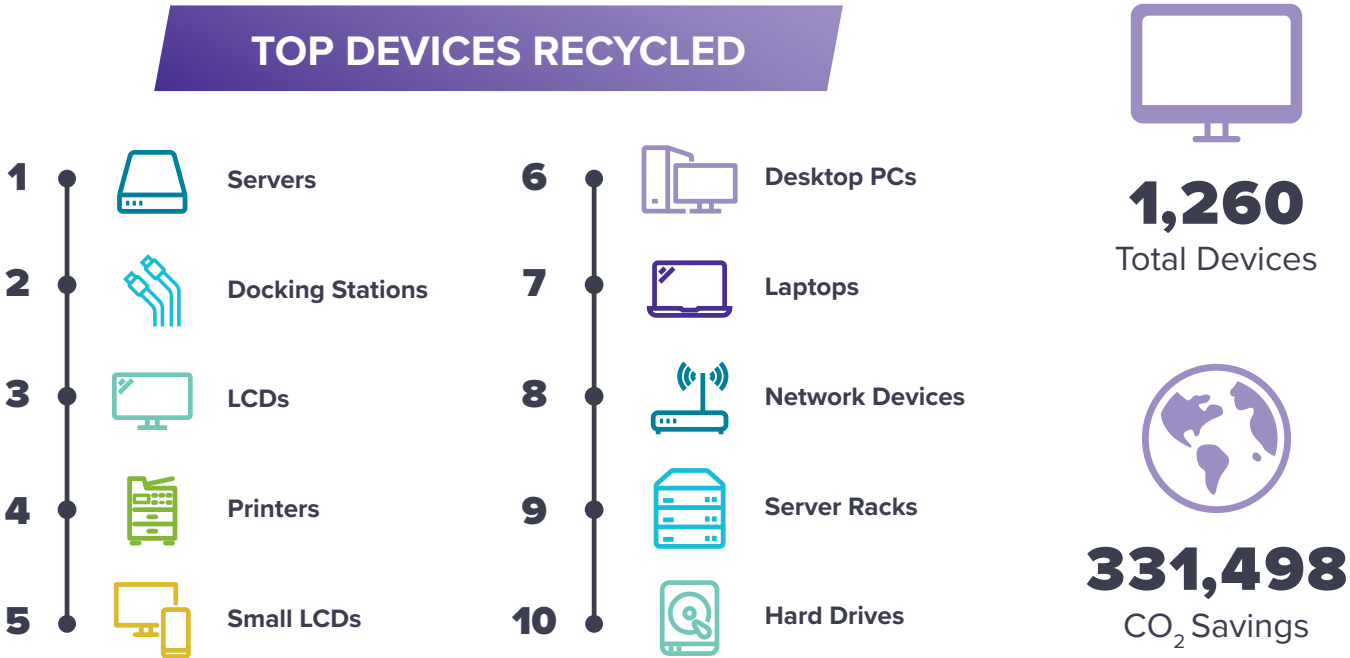 TOP DEVICES RECYCLED
1 Servers
2 Docking Stations
3 LCDs
4 Printers
5 Small LCDs
6 Desktop PCs
7 Laptops
8 Network Devices
9 Server Racks
10 Hard Drives
1,260
Total Devices
331,498
CO₂ Savings